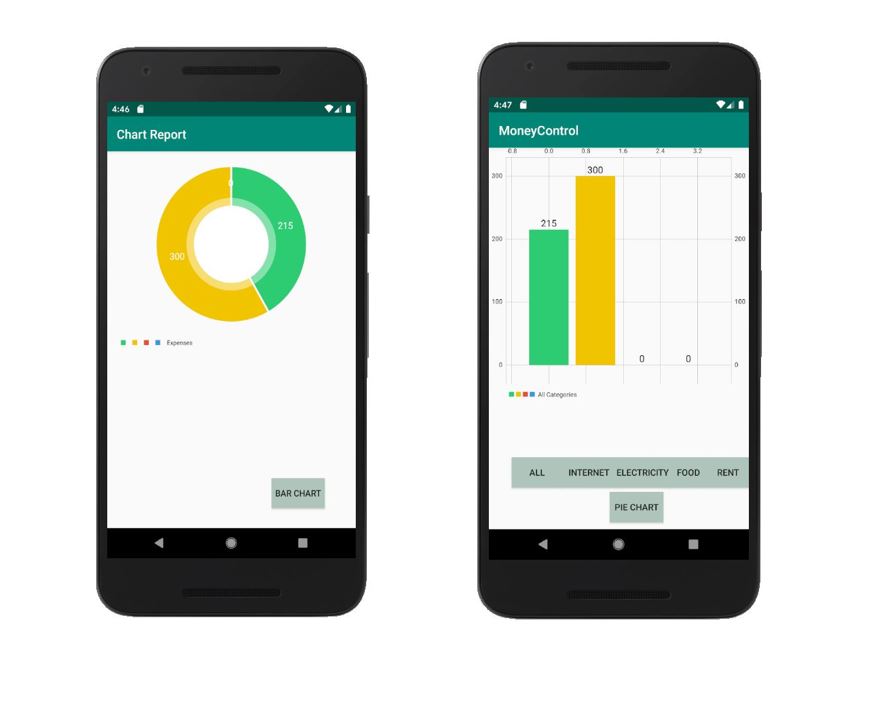 4:46
Chart Report
0
215
300
Expenses
BAR CHART
4:47
MoneyControl
0.8 0.0 0.8 1.6 2.4 3.2
300 300 300
215
200 200
100 100
0 0 0 0
All Categories
ALL INTERNET ELECTRICITY FOOD RENT
PIE CHART